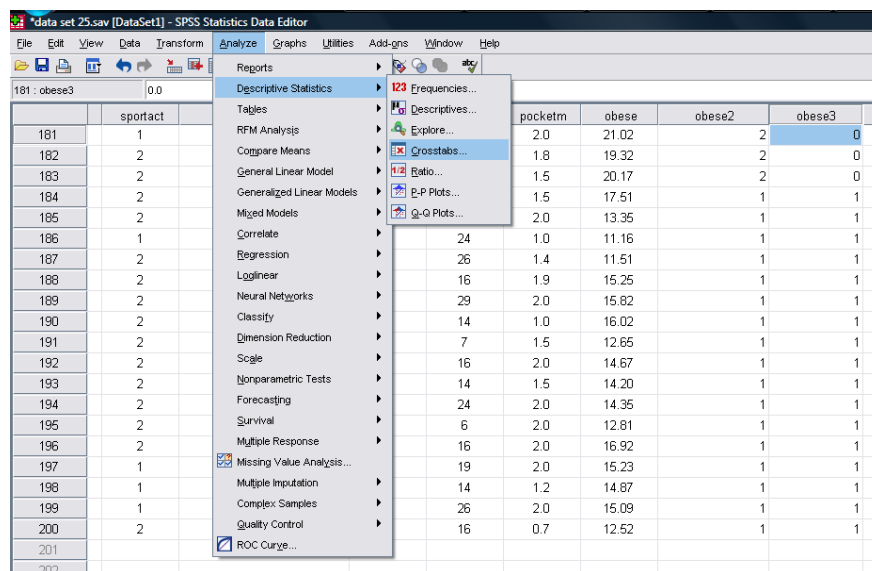 *data set 25.sav [DataSet1] - SPSS Statistics Data Editor
File Edit View Data Transform Analyze Graphs Utilities Add-ons Window Help
181 : obese3 0.0
sportact pocketm obese obese2 obese3
Reports
Descriptive Statistics
Tables
RFM Analysis
Compare Means
General Linear Model
Generalized Linear Models
Mixed Models
Correlate
Regression
Loglinear
Neural Networks
Classify
Dimension Reduction
Scale
Nonparametric Tests
Forecasting
Survival
Multiple Response
Missing Value Analysis...
Multiple Imputation
Complex Samples
Quality Control
ROC Curve...
123 Frequencies...
Descriptives...
Explore...
Crosstabs...
1/2 Ratio...
P-P Plots...
Q-Q Plots...
181 1 2.0 21.02 2 0
182 2 1.8 19.32 2 0
183 2 1.5 20.17 2 0
184 2 1.5 17.51 1 1
185 2 2.0 13.35 1 1
186 1 24 1.0 11.16 1 1
187 2 26 1.4 11.51 1 1
188 2 16 1.9 15.25 1 1
189 2 29 2.0 15.82 1 1
190 2 14 1.0 16.02 1 1
191 2 7 1.5 12.65 1 1
192 2 16 2.0 14.67 1 1
193 2 14 1.5 14.20 1 1
194 2 24 2.0 14.35 1 1
195 2 6 2.0 12.81 1 1
196 2 16 2.0 16.92 1 1
197 1 19 2.0 15.23 1 1
198 1 14 1.2 14.87 1 1
199 1 26 2.0 15.09 1 1
200 2 16 0.7 12.52 1 1
201
202